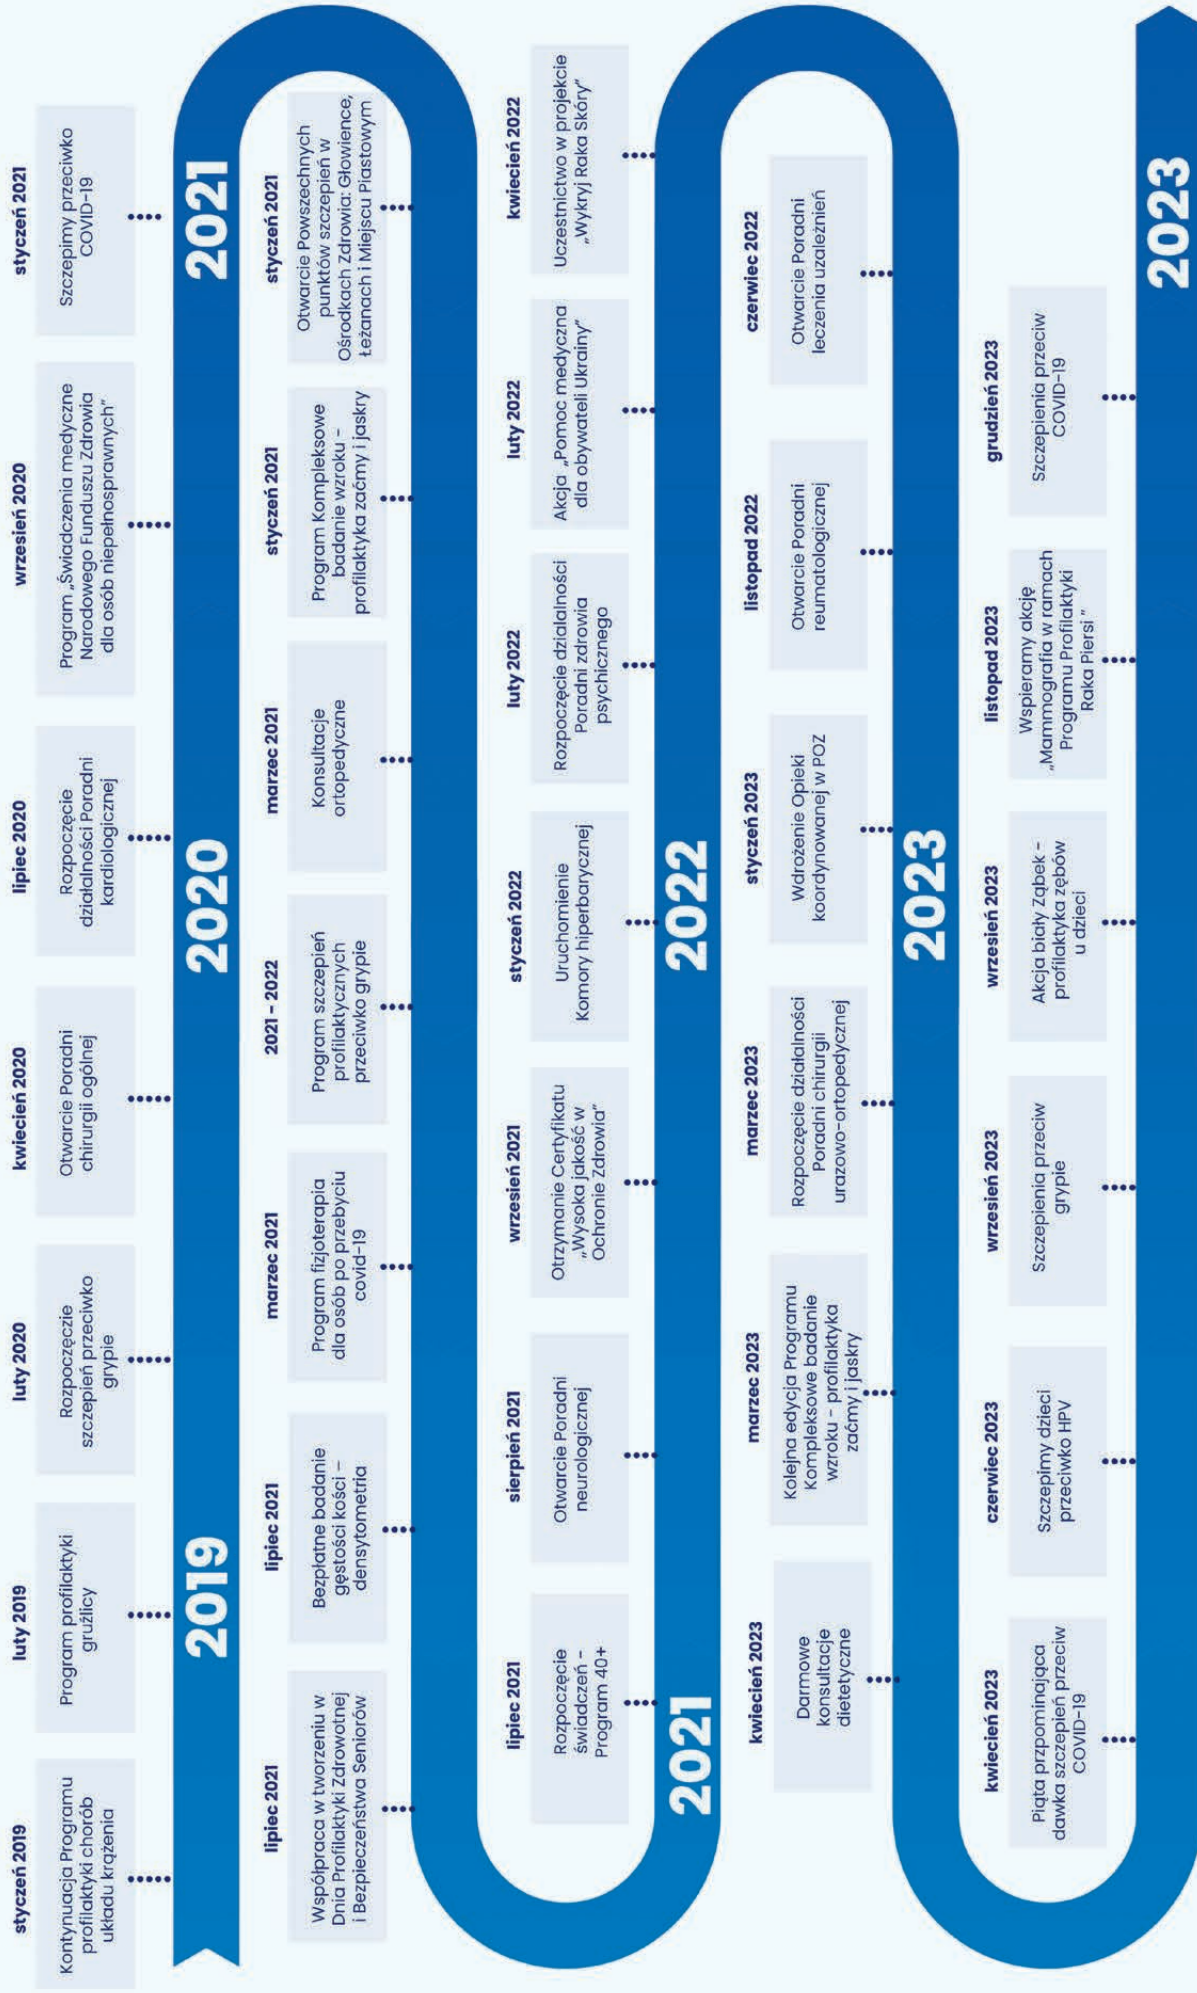 styczeń 2019
Kontynuacja Programu
profilaktyki chorób
układu krążenia
luty 2019
Program profilaktyki
gruźlicy
luty 2020
Rozpoczęczie
szczepień przeciwko
grypie
kwiecień 2020
Otwarcie Poradni
chirurgii ogólnej
lipiec 2020
Rozpoczęcie
działalności Poradni
kardiologicznej
wrzesień 2020
Program „Świadczenia medyczne
Narodowego Funduszu Zdrowia
dla osób niepełnosprawnych”
styczeń 2021
Szczepimy przeciwko
COVID-19
2019
2020
2021
lipiec 2021
Współpraca w tworzeniu w
Dnia Profilaktyki Zdrowotnej
i Bezpieczeństwa Seniorów
lipiec 2021
Bezpłatne badanie
gęstości kości –
densytometria
marzec 2021
Program fizjoterapia
dla osób po przebyciu
covid-19
2021 - 2022
Program szczepień
profilaktycznych
przeciwko grypie
marzec 2021
Konsultacje
ortopedyczne
styczeń 2021
Program Kompleksowe
badanie wzroku –
profilaktyka zaćmy i jaskry
styczeń 2021
Otwarcie Powszechnych
punktów szczepień w
Ośrodkach Zdrowia: Głowience,
Łeżanach i Miejscu Piastowym
lipiec 2021
Rozpoczęcie
świadczeń –
Program 40+
sierpień 2021
Otwarcie Poradni
neurologicznej
wrzesień 2021
Otrzymanie Certyfikatu
„Wysoka jakość w
Ochronie Zdrowia”
styczeń 2022
Uruchomienie
Komory hiperbarycznej
luty 2022
Rozpoczęcie działalności
Poradni zdrowia
psychicznego
luty 2022
Akcja „Pomoc medyczna
dla obywateli Ukrainy”
kwiecień 2022
Uczestnictwo w projekcie
„Wykryj Raka Skóry”
2021
2022
kwiecień 2023
Darmowe
konsultacje
dietetyczne
marzec 2023
Kolejna edycja Programu
Kompleksowe badanie
wzroku - profilaktyka
zaćmy i jaskry
marzec 2023
Rozpoczęcie działalności
Poradni chirurgii
urazowo-ortopedycznej
styczeń 2023
Wdrożenie Opieki
koordynowanej w POZ
listopad 2022
Otwarcie Poradni
reumatologicznej
czerwiec 2022
Otwarcie Poradni
leczenia uzależnień
2023
kwiecień 2023
Piąta przpominająca
dawka szczepień przeciw
COVID-19
czerwiec 2023
Szczepimy dzieci
przeciwko HPV
wrzesień 2023
Szczepienia przeciw
grypie
wrzesień 2023
Akcja biały Ząbek –
profilaktyka zębów
u dzieci
listopad 2023
Wspieramy akcję
„Mammografia w ramach
Programu Profilaktyki
Raka Piersi ”
grudzień 2023
Szczepienia przeciw
COVID-19
2023